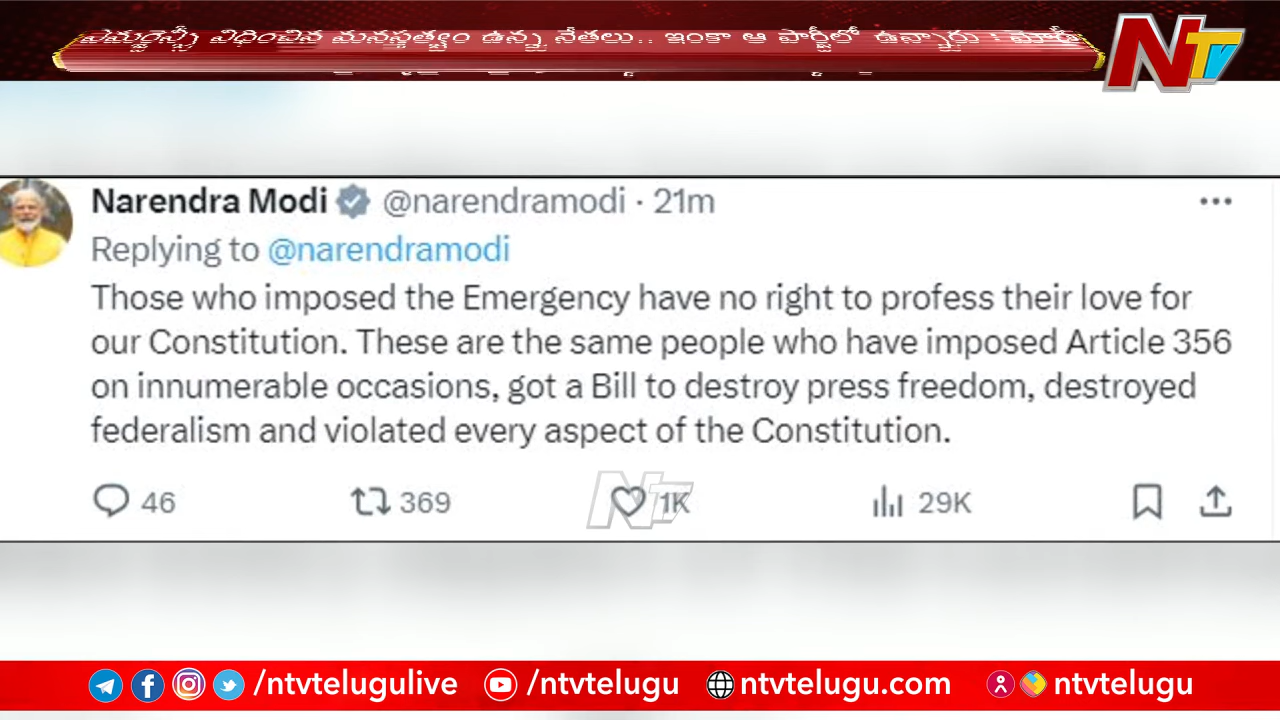 ఎమర్జెన్సీ విధించిన మనస్తత్వం ఉన్న నేతలు.. ఇంకా ఆ పార్టీలో ఉన్నారు : మోడీ
NTV
Narendra Modi @narendramodi · 21m
Replying to @narendramodi
Those who imposed the Emergency have no right to profess their love for
our Constitution. These are the same people who have imposed Article 356
on innumerable occasions, got a Bill to destroy press freedom, destroyed
federalism and violated every aspect of the Constitution.
46 369 1K 29K
NTV
/ntvtelugulive /ntvtelugu ntvtelugu.com ntvtelugu